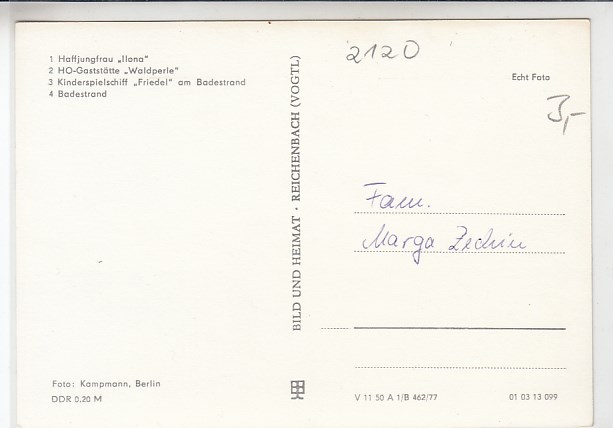 1 Haffjungfrau „Ilona“
2 HO-Gaststätte „Waldperle“
3 Kinderspielschiff „Friedel“ am Badestrand
4 Badestrand
Foto: Kampmann, Berlin
DDR 0.20 M
BILD UND HEIMAT · REICHENBACH (VOGTL)
2120
Echt Foto
3,-
Fam.
Marga
V 11 50 A 1/B 462/77 01 03 13 099